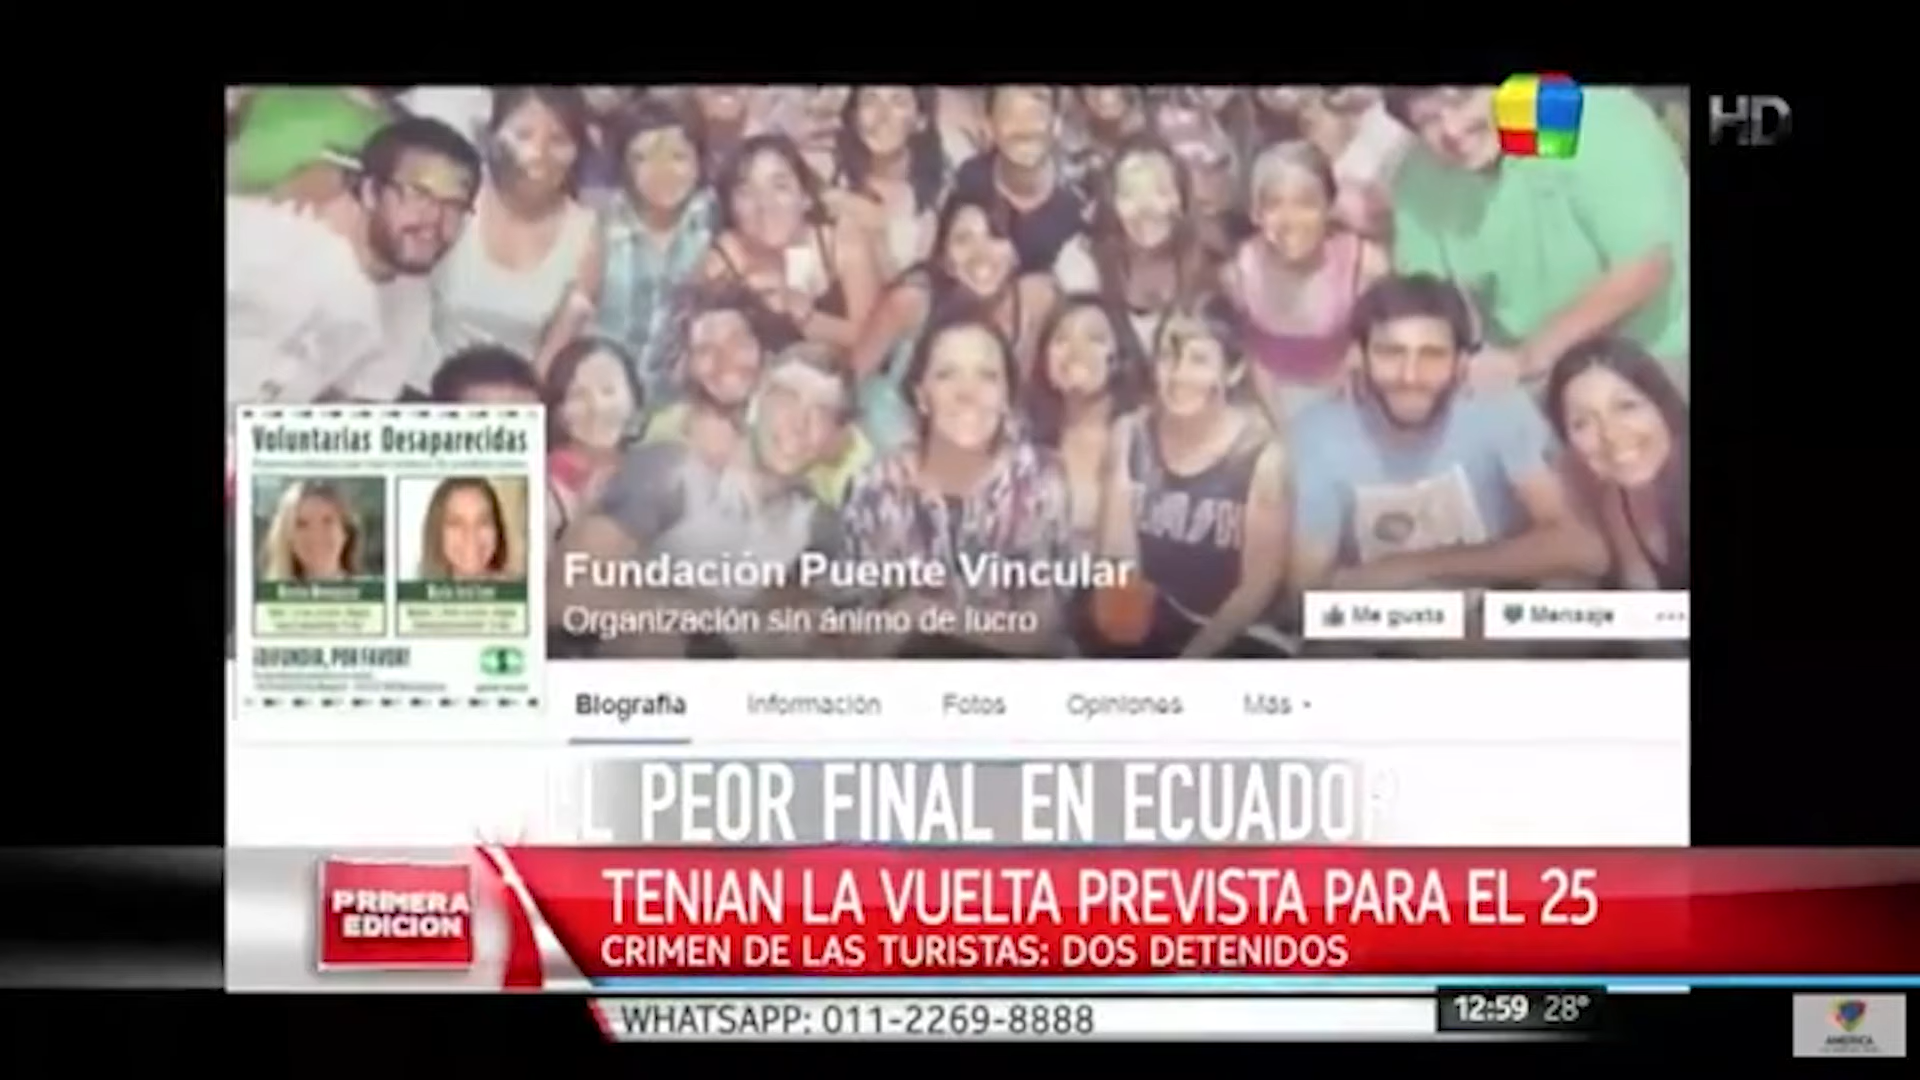 HD
Voluntarias Desaparecidas
¡DIFUNDIR, POR FAVOR!
Fundación Puente Vincular
Organización sin ánimo de lucro
Me gusta
Mensaje
Biografía
Información
Fotos
Opiniones
Más
EL PEOR FINAL EN ECUADOR
PRIMERA
EDICION
TENIAN LA VUELTA PREVISTA PARA EL 25
CRIMEN DE LAS TURISTAS: DOS DETENIDOS
WHATSAPP: 011-2269-8888
12:59 28°
AMERICA